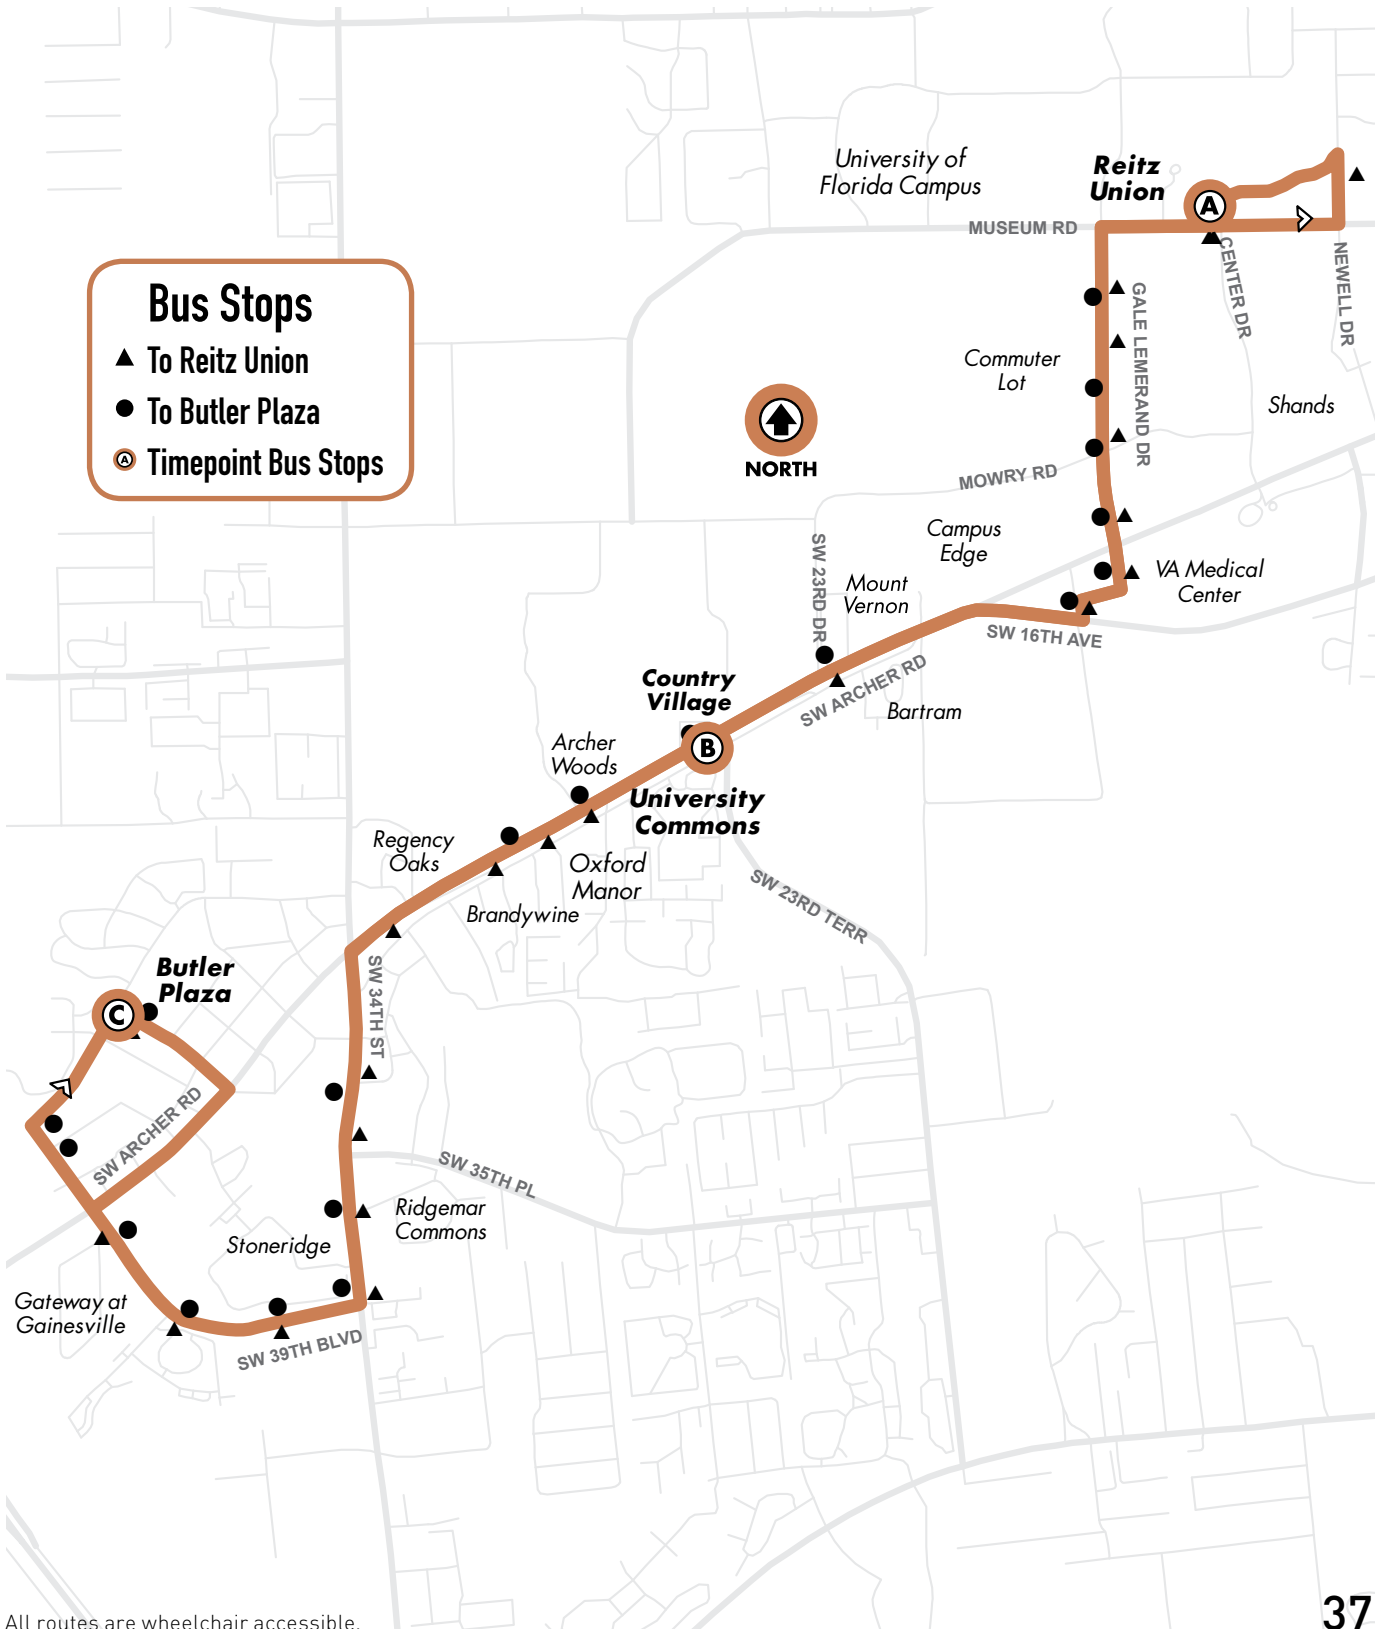 University of
Florida Campus
Reitz
Union
A
MUSEUM RD
CENTER DR
NEWELL DR
GALE LEMERAND DR
Bus Stops
To Reitz Union
To Butler Plaza
A Timepoint Bus Stops
Commuter
Lot
Shands
NORTH
MOWRY RD
Campus
Edge
SW 23RD DR
Mount
Vernon
VA Medical
Center
SW 16TH AVE
SW ARCHER RD
Bartram
Country
Village
B
Archer
Woods
University
Commons
Regency
Oaks
Oxford
Manor
Brandywine
SW 23RD TERR
Butler
Plaza
C
SW 34TH ST
SW ARCHER RD
SW 35TH PL
Ridgemar
Commons
Stoneridge
Gateway at
Gainesville
SW 39TH BLVD
All routes are wheelchair accessible.
37